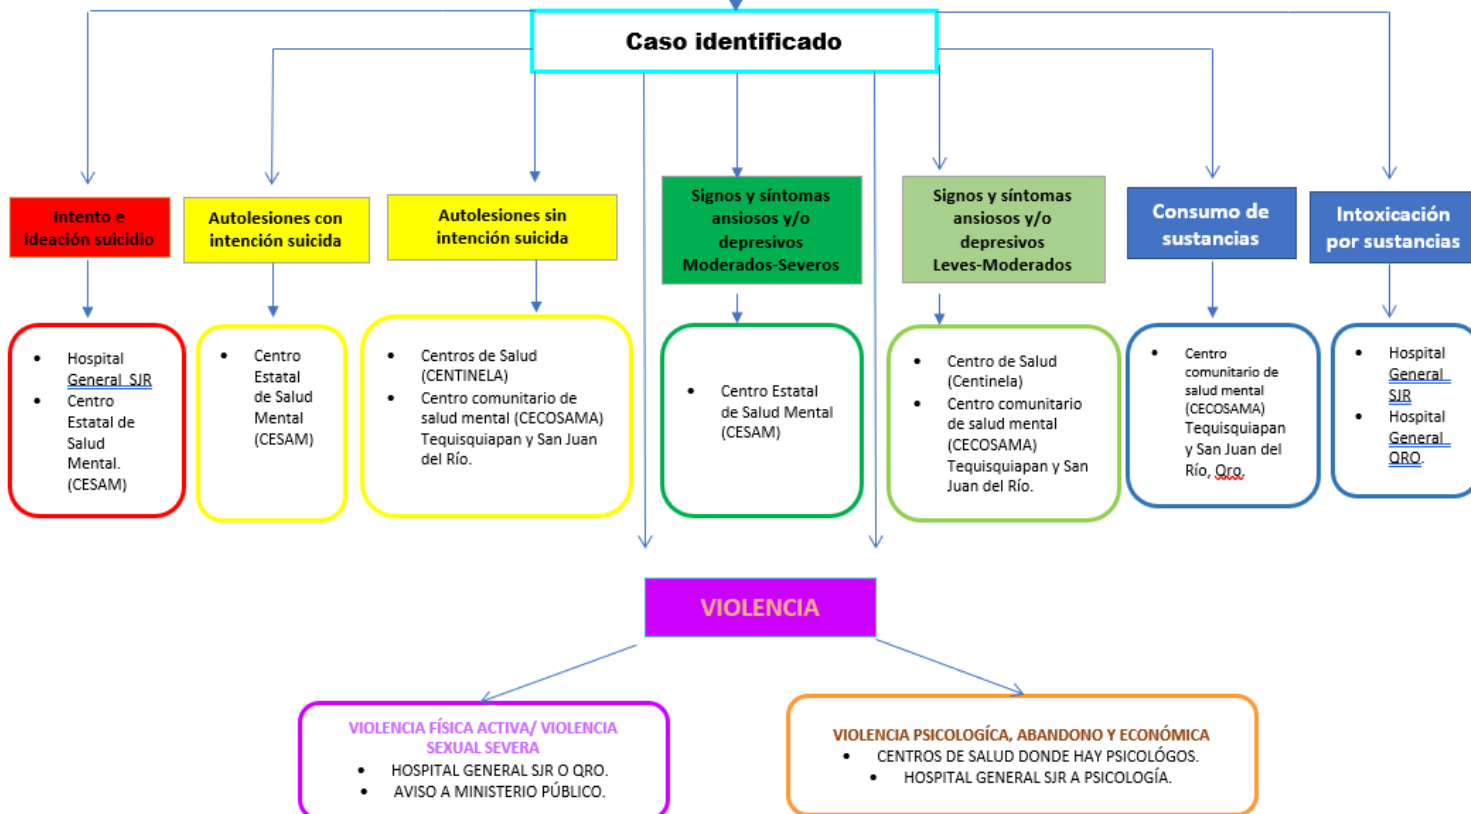 Caso identificado
Intento e
ideación suicidio
Autolesiones con
intención suicida
Autolesiones sin
intención suicida
Signos y síntomas
ansiosos y/o
depresivos
Moderados-Severos
Signos y síntomas
ansiosos y/o
depresivos
Leves-Moderados
Consumo de
sustancias
Intoxicación
por sustancias
• Hospital
General SJR
• Centro
Estatal de
Salud
Mental.
(CESAM)
• Centro
Estatal
de Salud
Mental
(CESAM)
• Centros de Salud
(CENTINELA)
• Centro comunitario de
salud mental (CECOSAMA)
Tequisquiapan y San Juan
del Río.
• Centro Estatal
de Salud Mental
(CESAM)
• Centro de Salud
(Centinela)
• Centro comunitario
de salud mental
(CECOSAMA)
Tequisquiapan y San
Juan del Río.
• Centro
comunitario de
salud mental
(CECOSAMA)
Tequisquiapan
y San Juan del
Río, Qro.
• Hospital
General
SJR
• Hospital
General
QRO.
VIOLENCIA
VIOLENCIA FÍSICA ACTIVA/ VIOLENCIA
SEXUAL SEVERA
• HOSPITAL GENERAL SJR O QRO.
• AVISO A MINISTERIO PÚBLICO.
VIOLENCIA PSICOLOGÍCA, ABANDONO Y ECONÓMICA
• CENTROS DE SALUD DONDE HAY PSICOLÓGOS.
• HOSPITAL GENERAL SJR A PSICOLOGÍA.